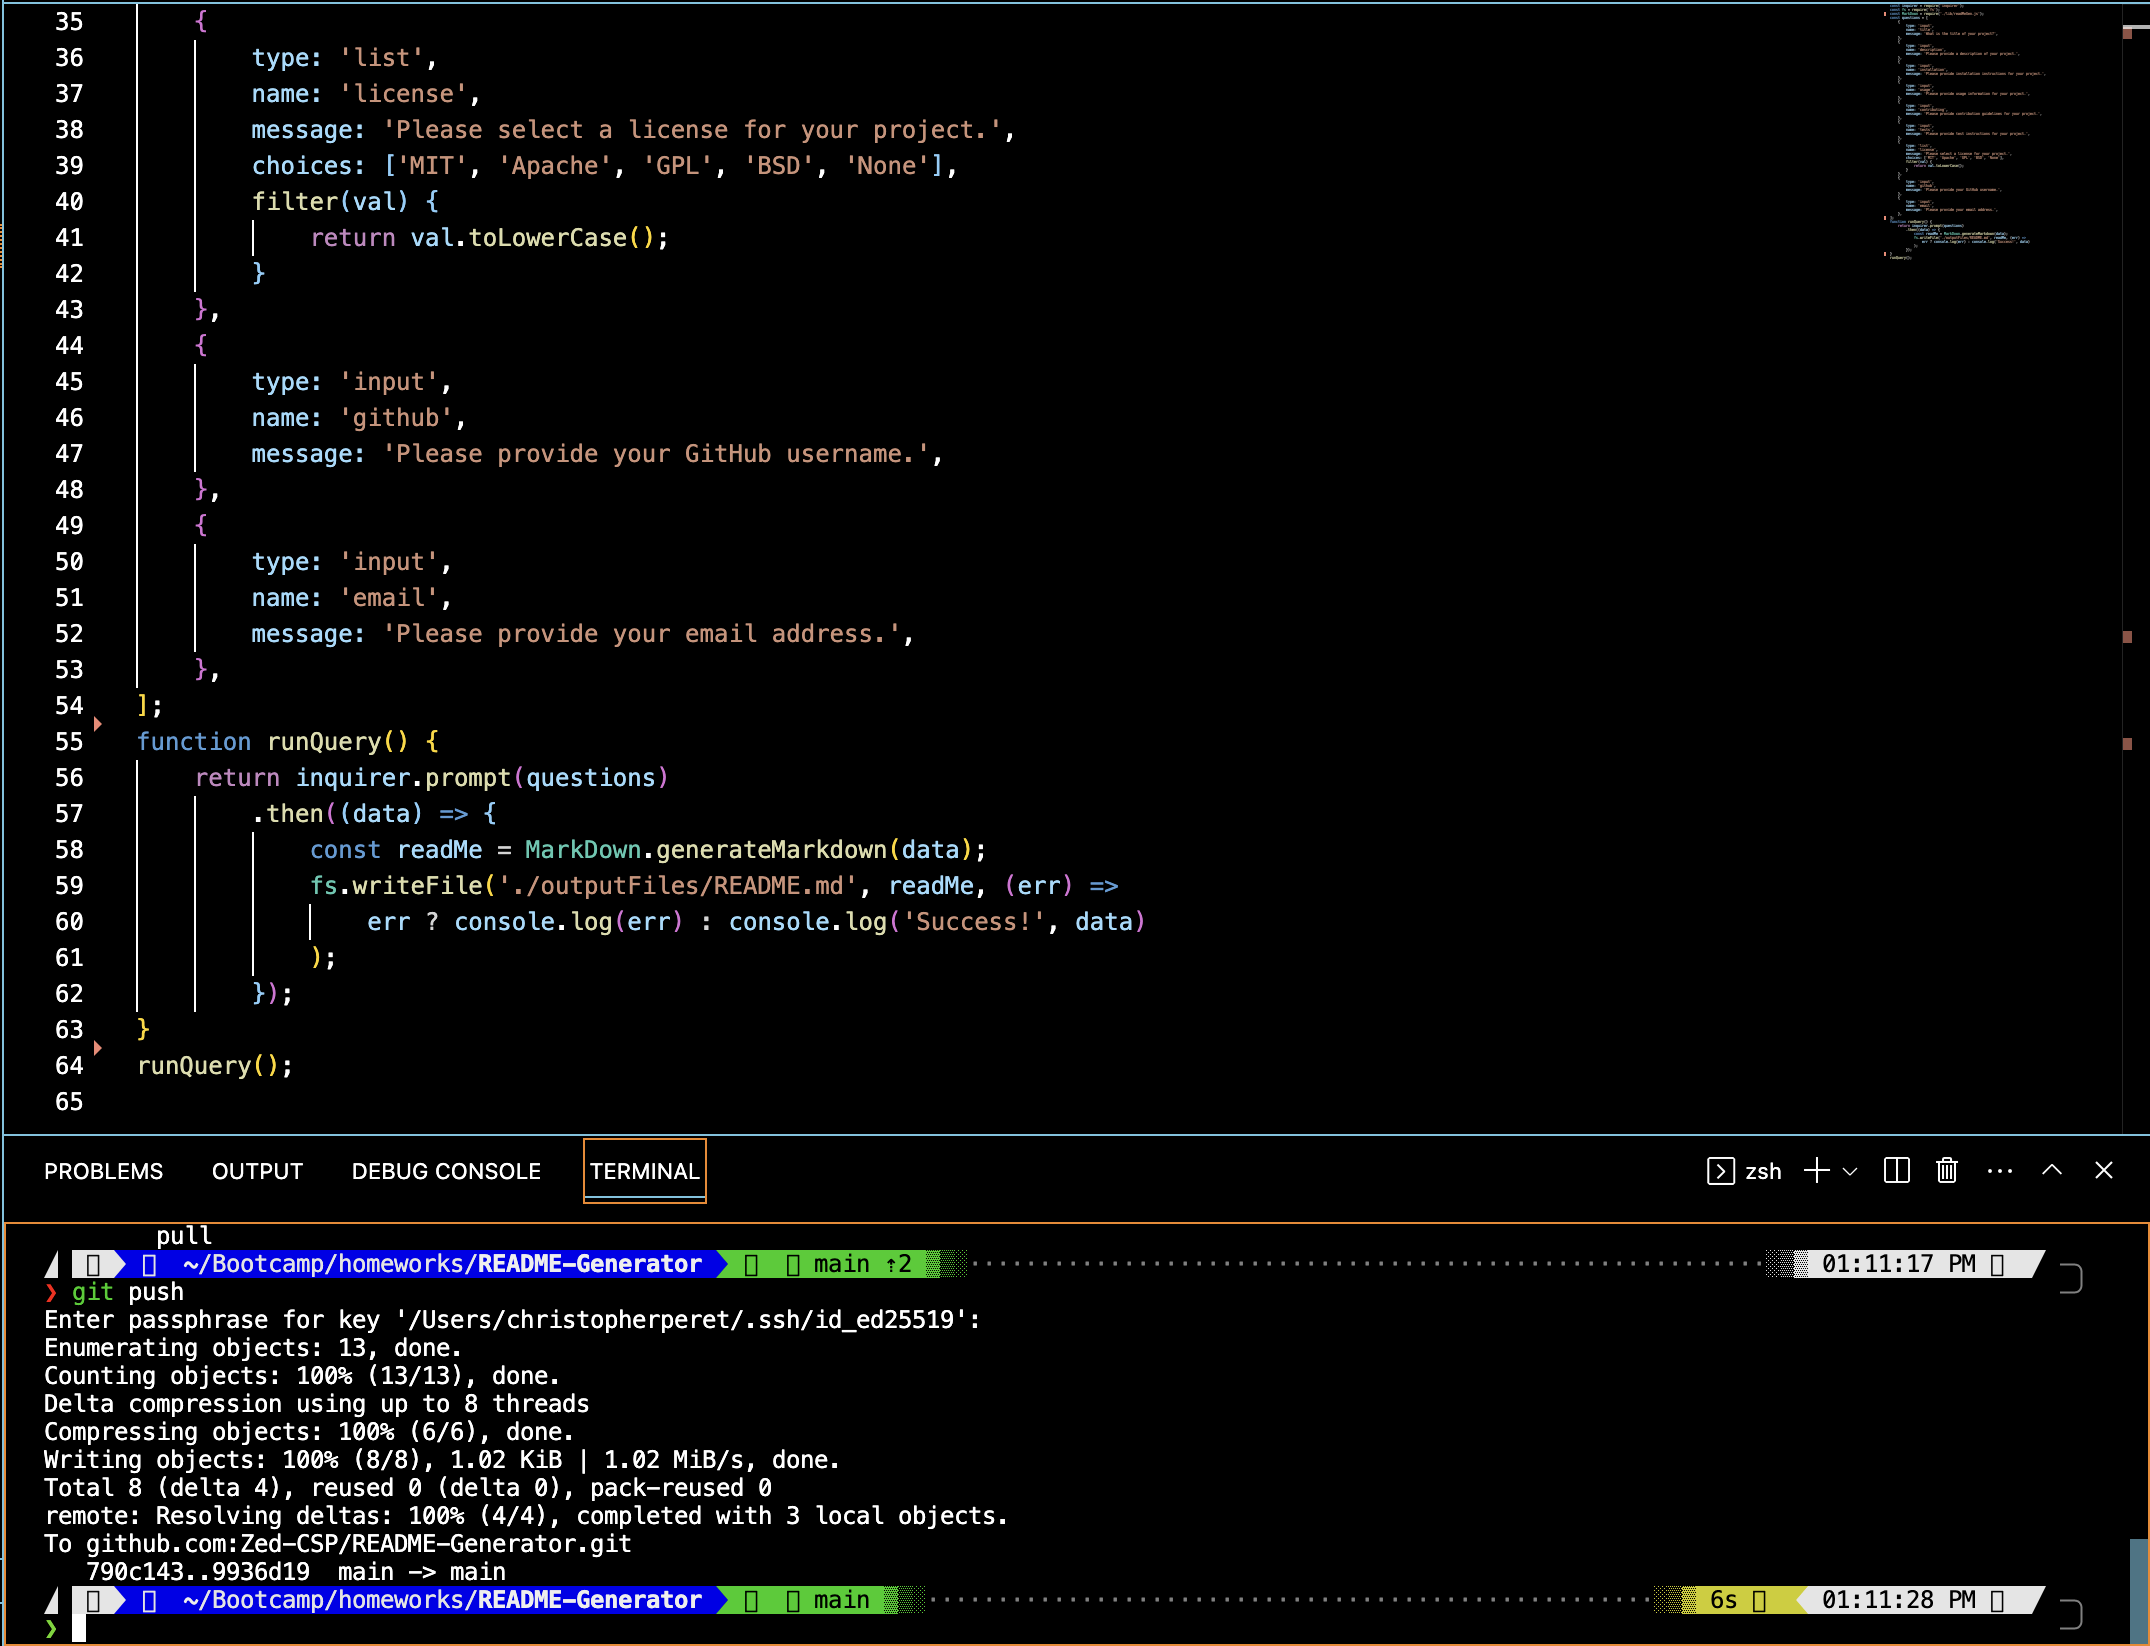 35 {
36 type: 'list',
37 name: 'license',
38 message: 'Please select a license for your project.',
39 choices: ['MIT', 'Apache', 'GPL', 'BSD', 'None'],
40 filter(val) {
41 return val.toLowerCase();
42 }
43 },
44 {
45 type: 'input',
46 name: 'github',
47 message: 'Please provide your GitHub username.',
48 },
49 {
50 type: 'input',
51 name: 'email',
52 message: 'Please provide your email address.',
53 },
54 ];
55 function runQuery() {
56 return inquirer.prompt(questions)
57 .then((data) => {
58 const readMe = MarkDown.generateMarkdown(data);
59 fs.writeFile('./outputFiles/README.md', readMe, (err) =>
60 err ? console.log(err) : console.log('Success!', data)
61 );
62 });
63 }
64 runQuery();
65
PROBLEMS OUTPUT DEBUG CONSOLE TERMINAL zsh
pull
~/Bootcamp/homeworks/README-Generator main ⇡2 01:11:17 PM
❯ git push
Enter passphrase for key '/Users/christopherperet/.ssh/id_ed25519':
Enumerating objects: 13, done.
Counting objects: 100% (13/13), done.
Delta compression using up to 8 threads
Compressing objects: 100% (6/6), done.
Writing objects: 100% (8/8), 1.02 KiB | 1.02 MiB/s, done.
Total 8 (delta 4), reused 0 (delta 0), pack-reused 0
remote: Resolving deltas: 100% (4/4), completed with 3 local objects.
To github.com:Zed-CSP/README-Generator.git
790c143..9936d19 main -> main
~/Bootcamp/homeworks/README-Generator main 6s 01:11:28 PM
❯